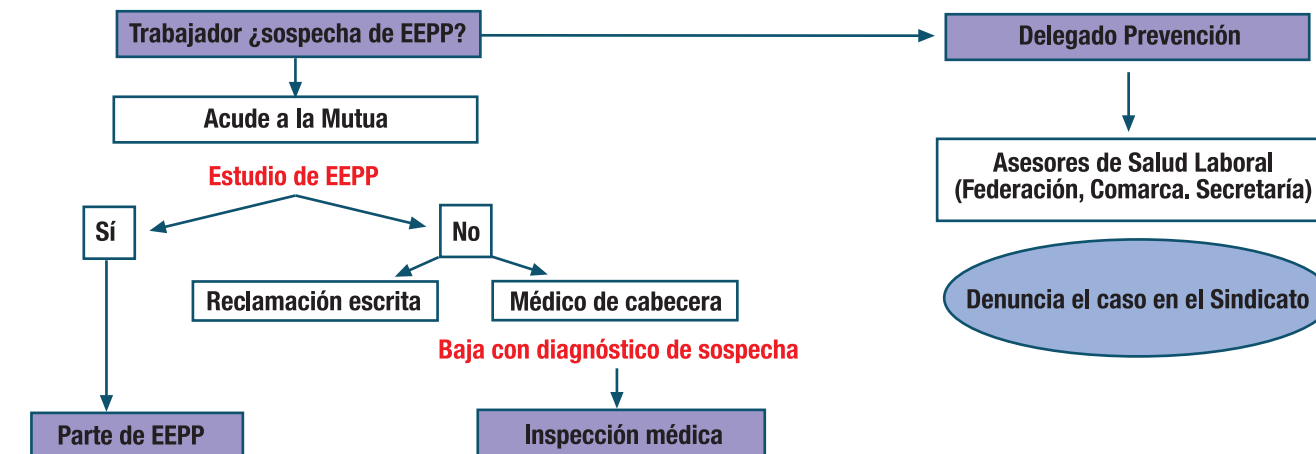 Trabajador ¿sospecha de EEPP?
Delegado Prevención
Acude a la Mutua
Asesores de Salud Laboral
(Federación, Comarca. Secretaría)
Estudio de EEPP
Sí
No
Reclamación escrita
Médico de cabecera
Denuncia el caso en el Sindicato
Baja con diagnóstico de sospecha
Parte de EEPP
Inspección médica